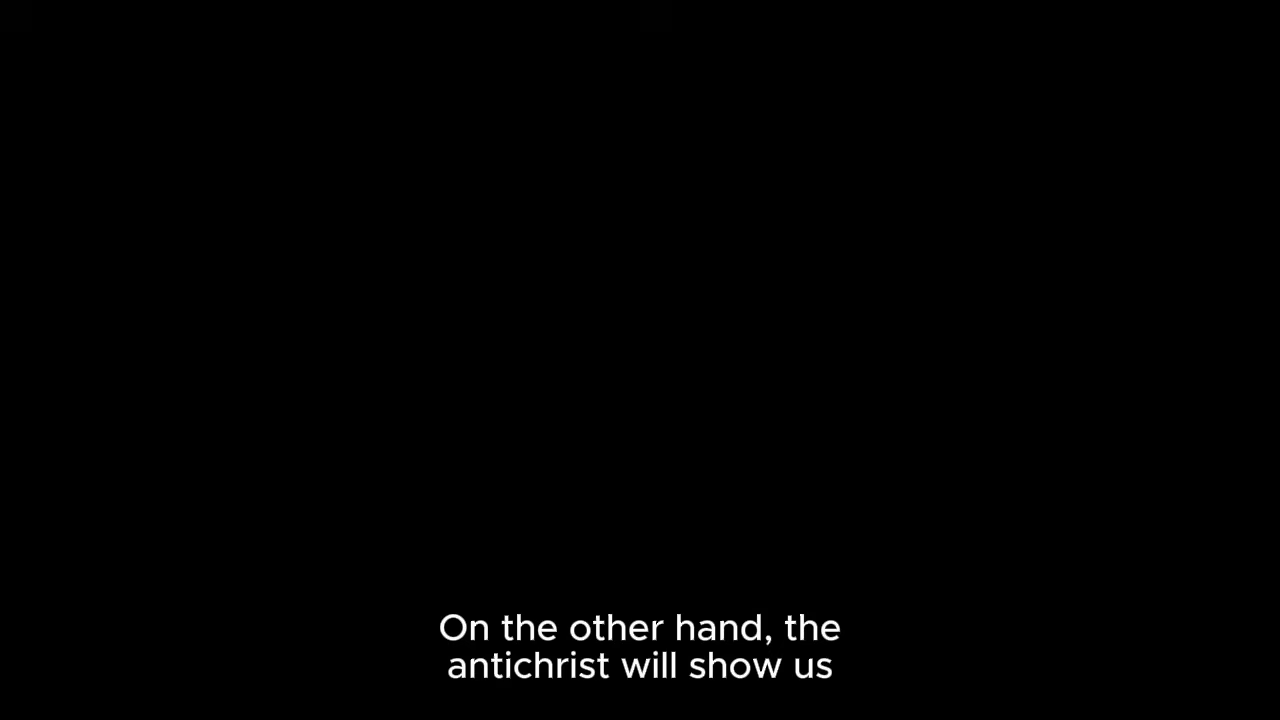 On the other hand, the
antichrist will show us